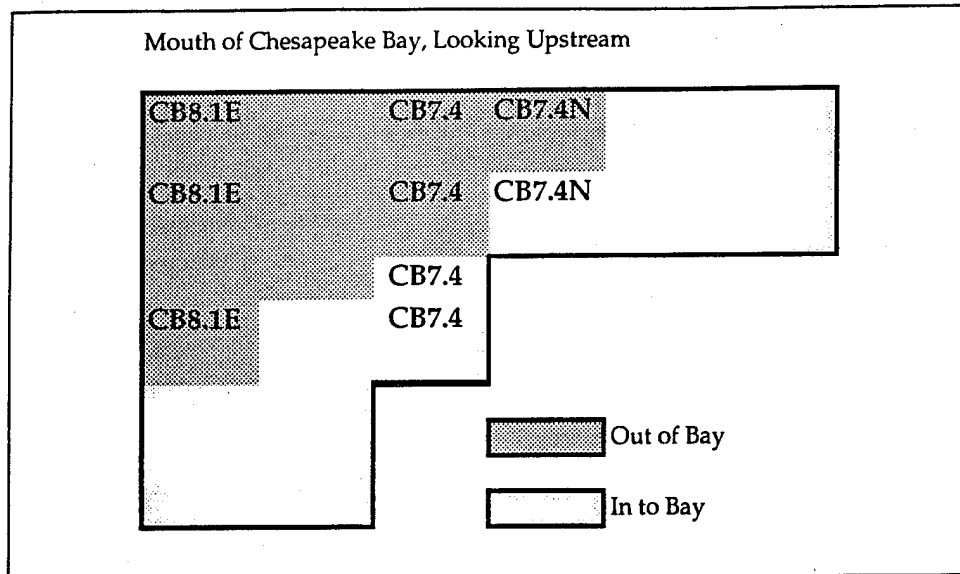 Mouth of Chesapeake Bay, Looking Upstream
CB8.1E CB7.4 CB7.4N
CB8.1E CB7.4 CB7.4N
CB7.4
CB8.1E CB7.4
Out of Bay
In to Bay